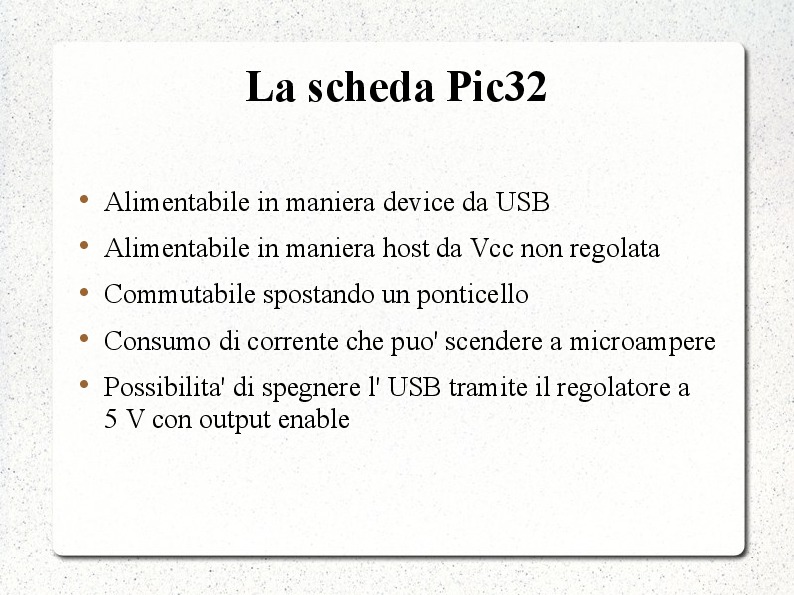 La scheda Pic32
• Alimentabile in maniera device da USB
• Alimentabile in maniera host da Vcc non regolata
• Commutabile spostando un ponticello
• Consumo di corrente che puo' scendere a microampere
• Possibilita' di spegnere l' USB tramite il regolatore a
5 V con output enable